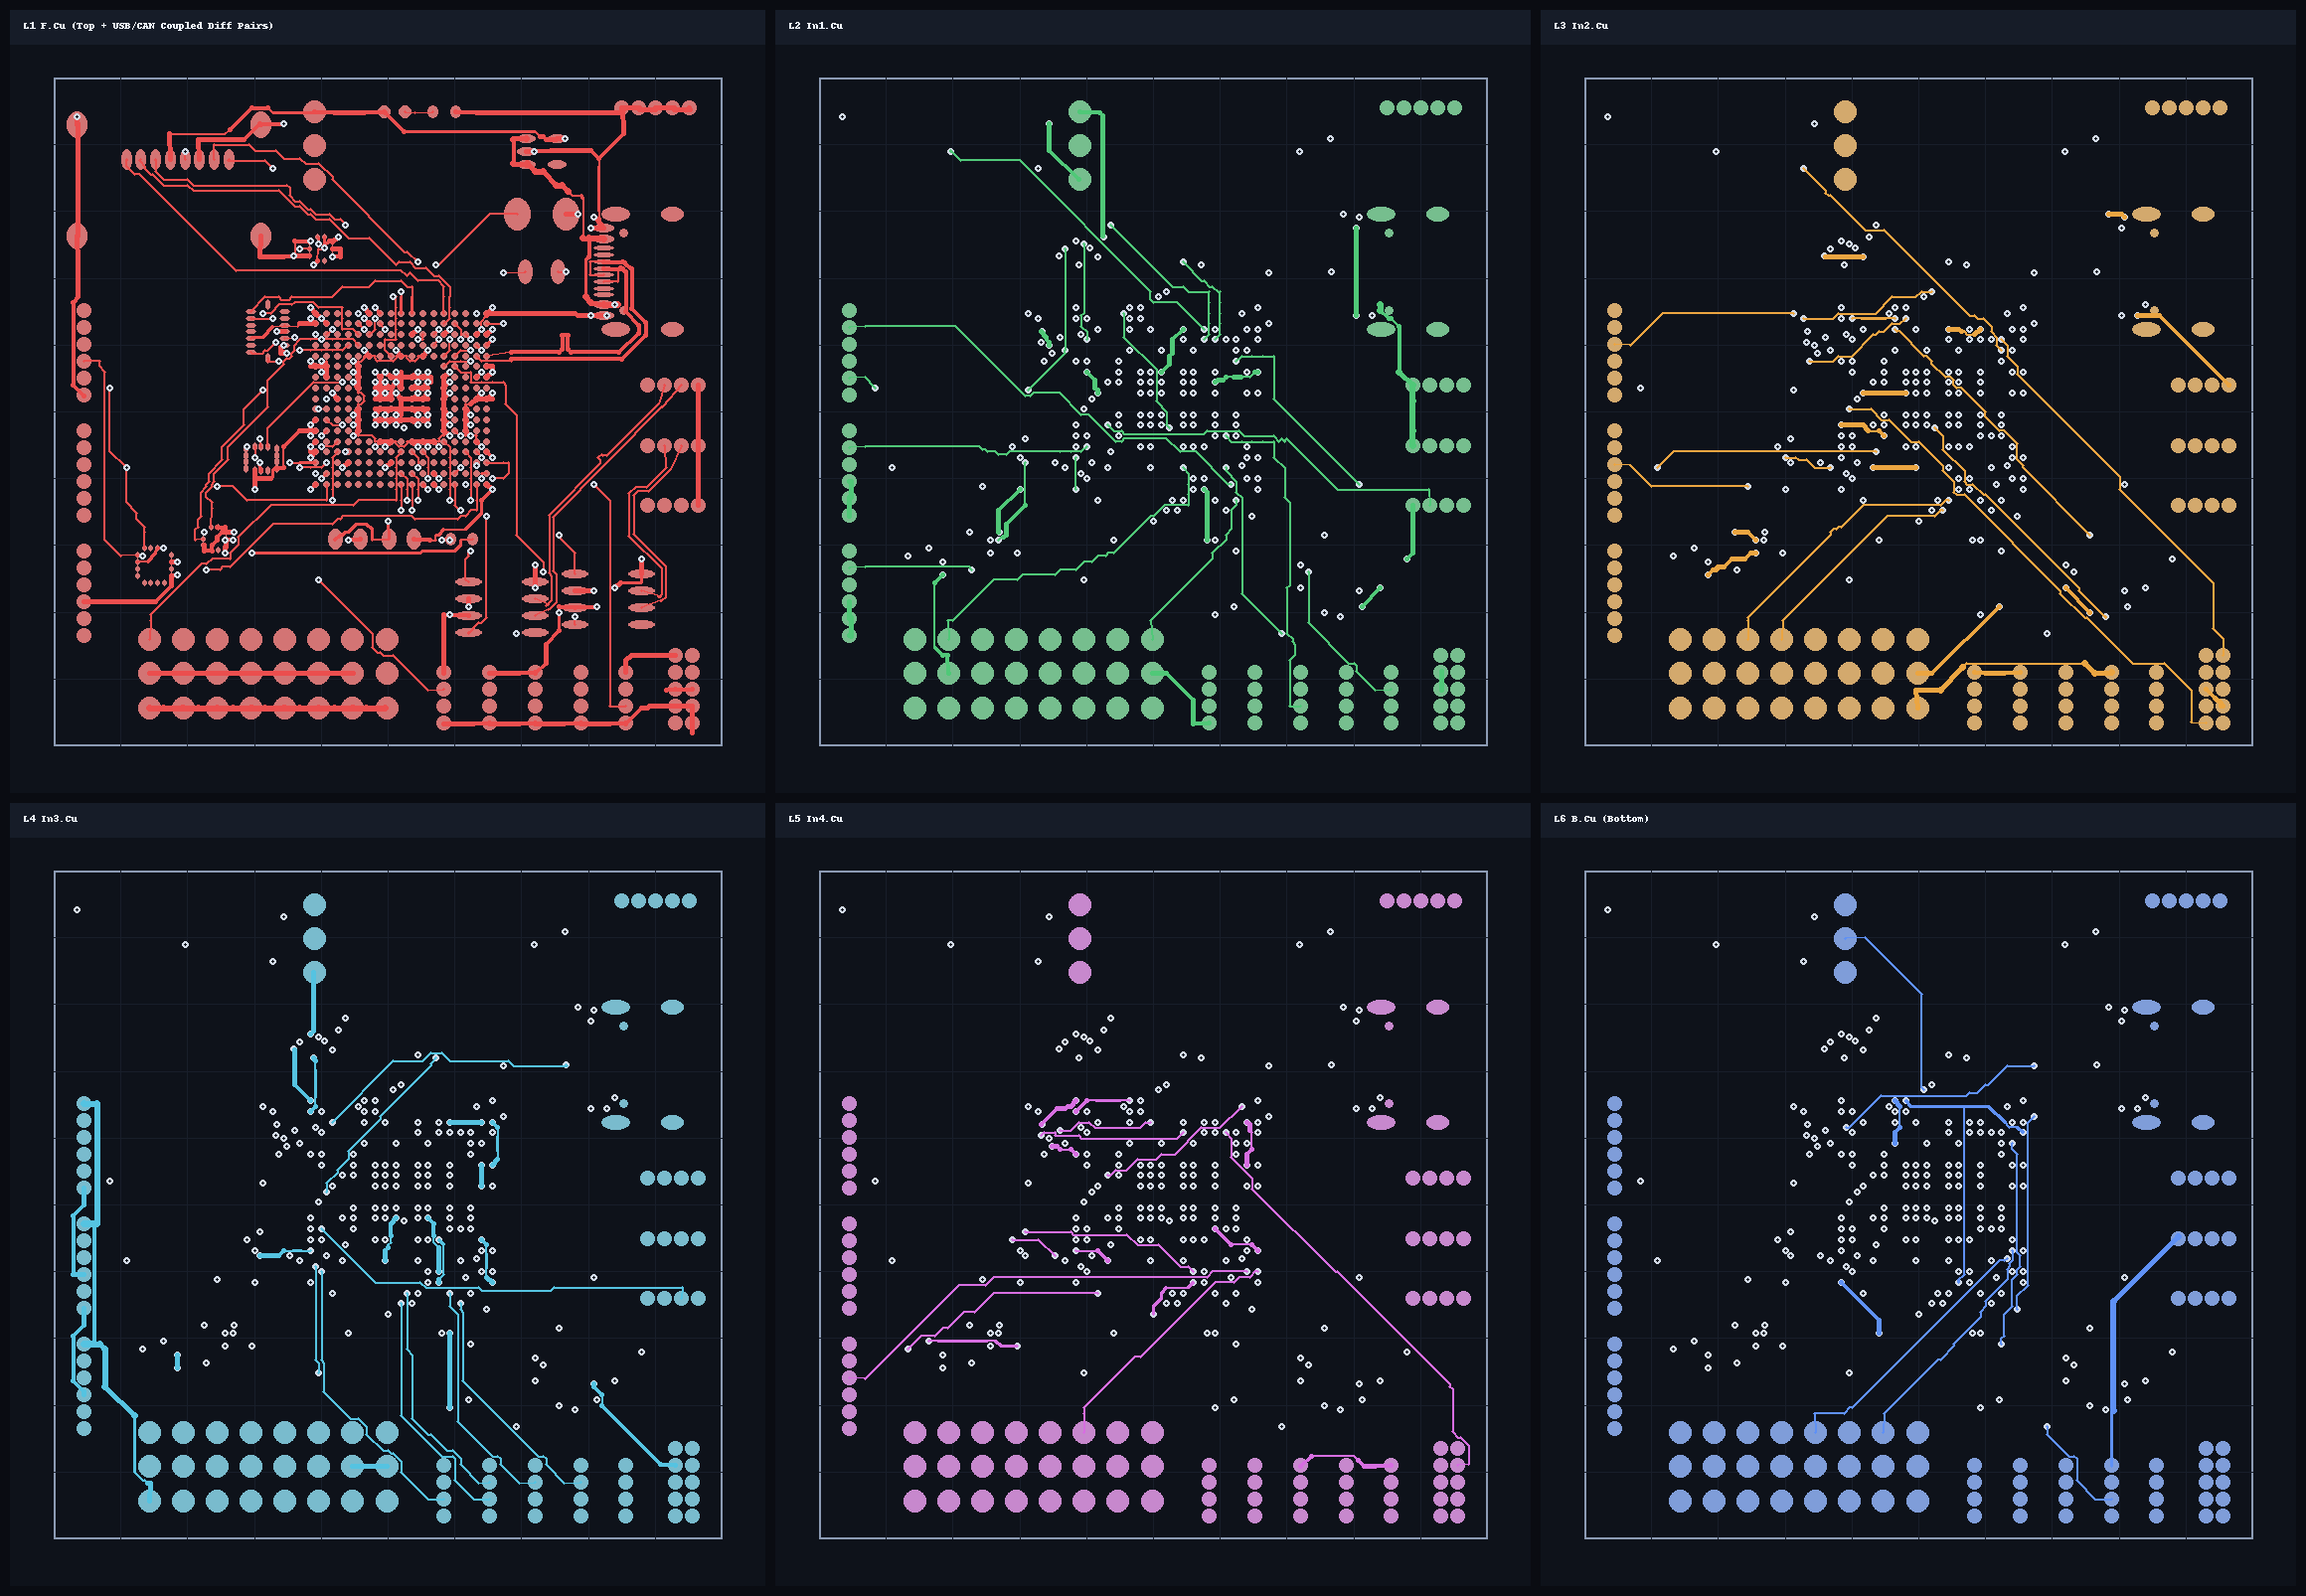 L1 F.Cu (Top + USB/CAN Coupled Diff Pairs)
L2 In1.Cu
L3 In2.Cu
L4 In3.Cu
L5 In4.Cu
L6 B.Cu (Bottom)